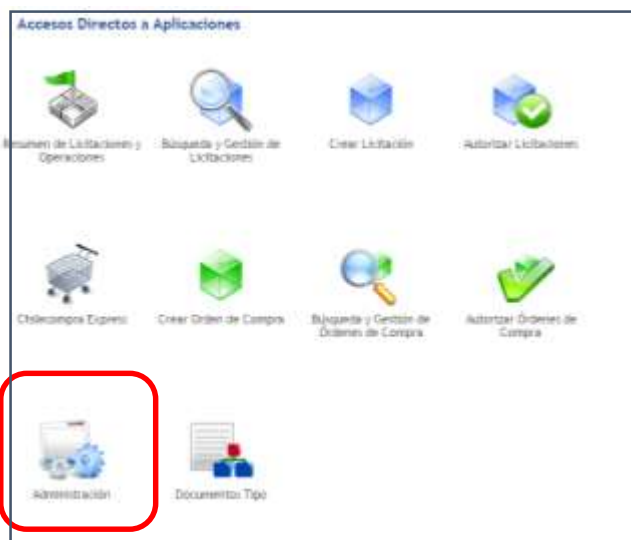 Accesos Directos a Aplicaciones
Resumen de Licitaciones y
Operaciones
Búsqueda y Gestión de
Licitaciones
Crear Licitación
Autorizar Licitaciones
Chilecompra Express
Crear Orden de Compra
Búsqueda y Gestión de
Órdenes de Compra
Autorizar Órdenes de
Compra
Administración
Documentos Tipo